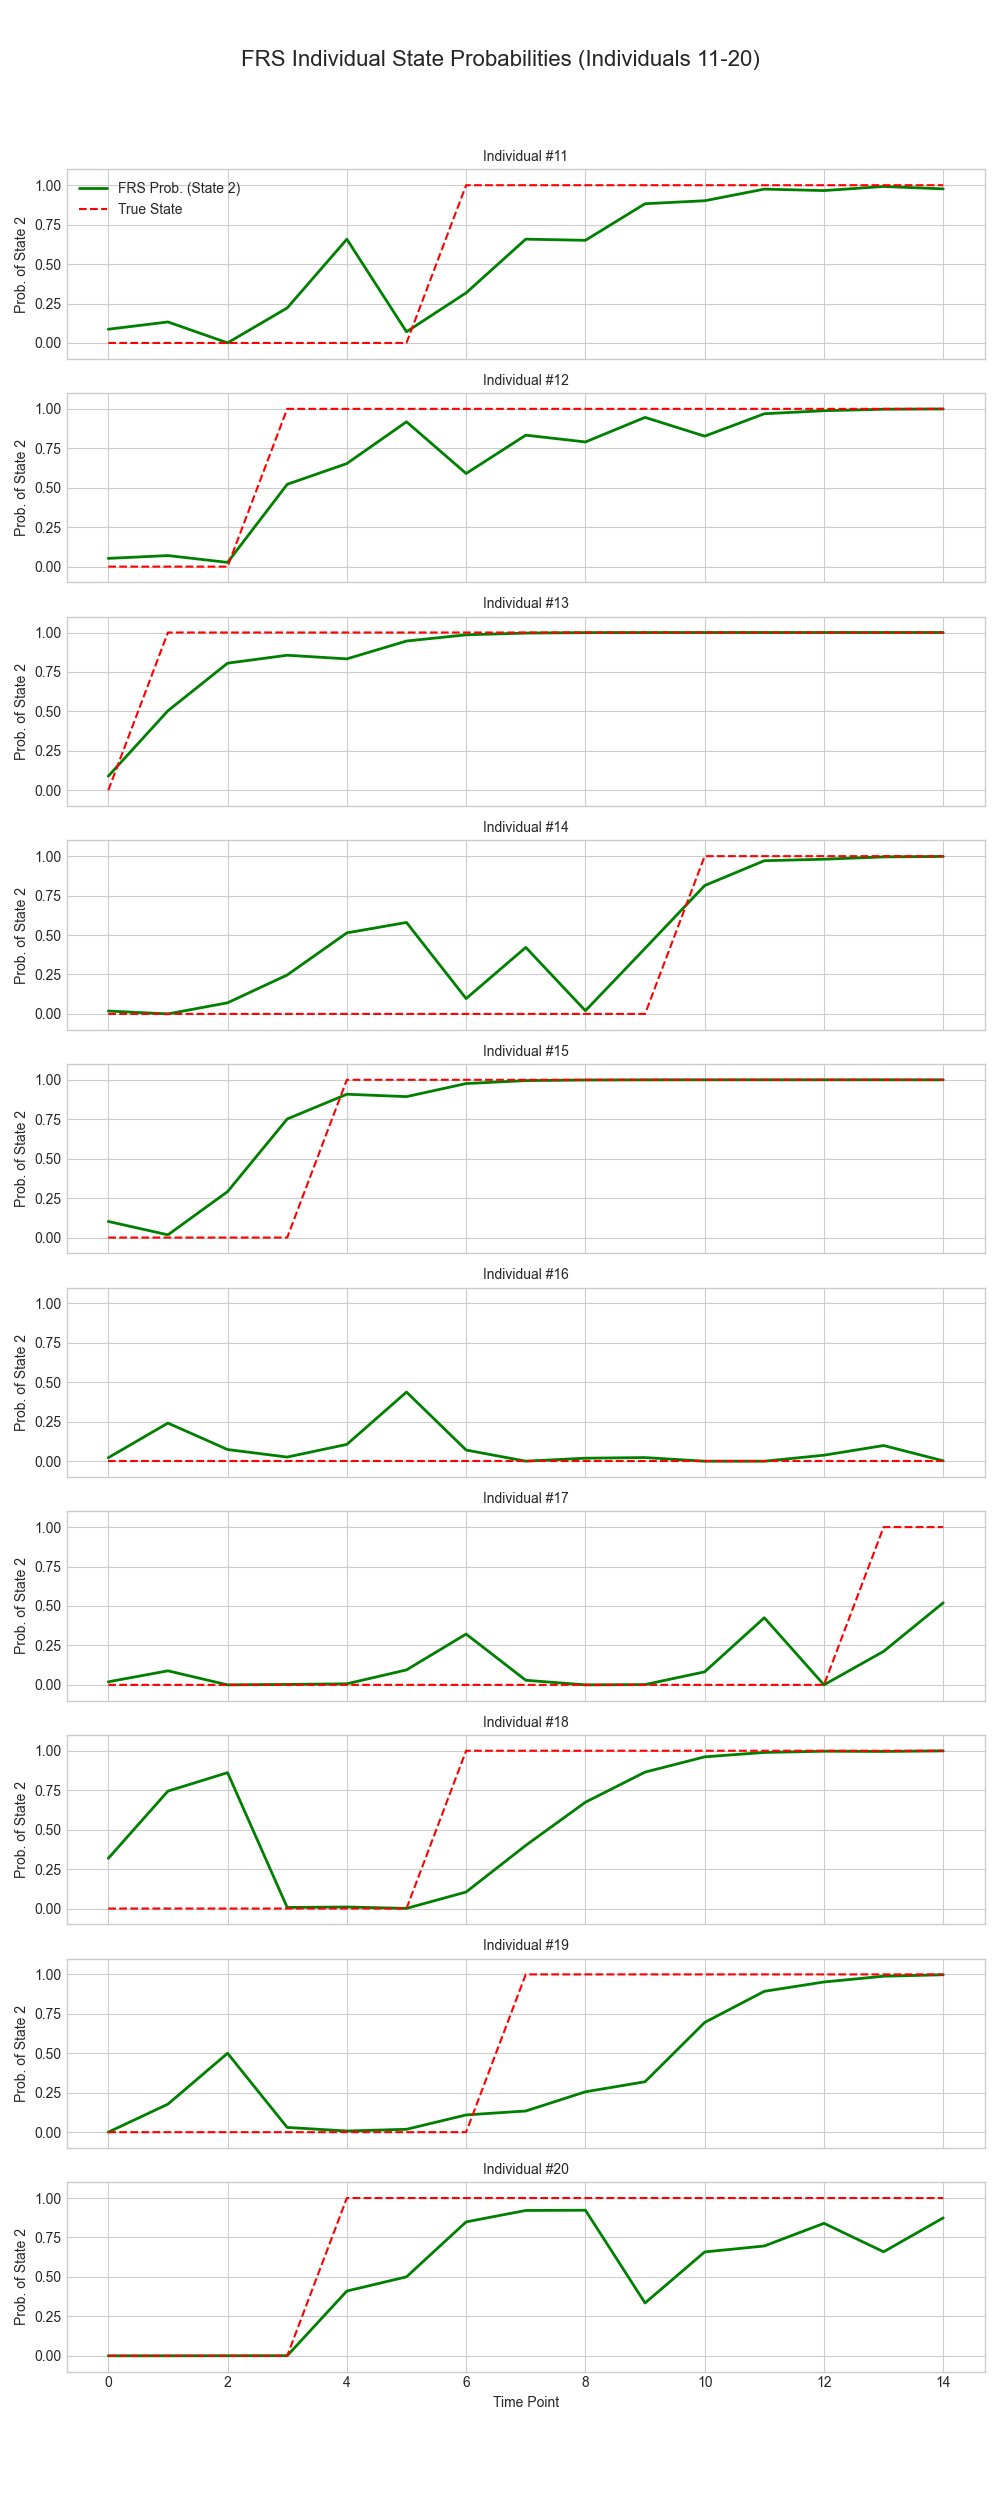 FRS Individual State Probabilities (Individuals 11-20)
Individual #11
FRS Prob. (State 2)
True State
Prob. of State 2
1.00
0.75
0.50
0.25
0.00
Individual #12
Prob. of State 2
1.00
0.75
0.50
0.25
0.00
Individual #13
Prob. of State 2
1.00
0.75
0.50
0.25
0.00
Individual #14
Prob. of State 2
1.00
0.75
0.50
0.25
0.00
Individual #15
Prob. of State 2
1.00
0.75
0.50
0.25
0.00
Individual #16
Prob. of State 2
1.00
0.75
0.50
0.25
0.00
Individual #17
Prob. of State 2
1.00
0.75
0.50
0.25
0.00
Individual #18
Prob. of State 2
1.00
0.75
0.50
0.25
0.00
Individual #19
Prob. of State 2
1.00
0.75
0.50
0.25
0.00
Individual #20
Prob. of State 2
1.00
0.75
0.50
0.25
0.00
0 2 4 6 8 10 12 14
Time Point